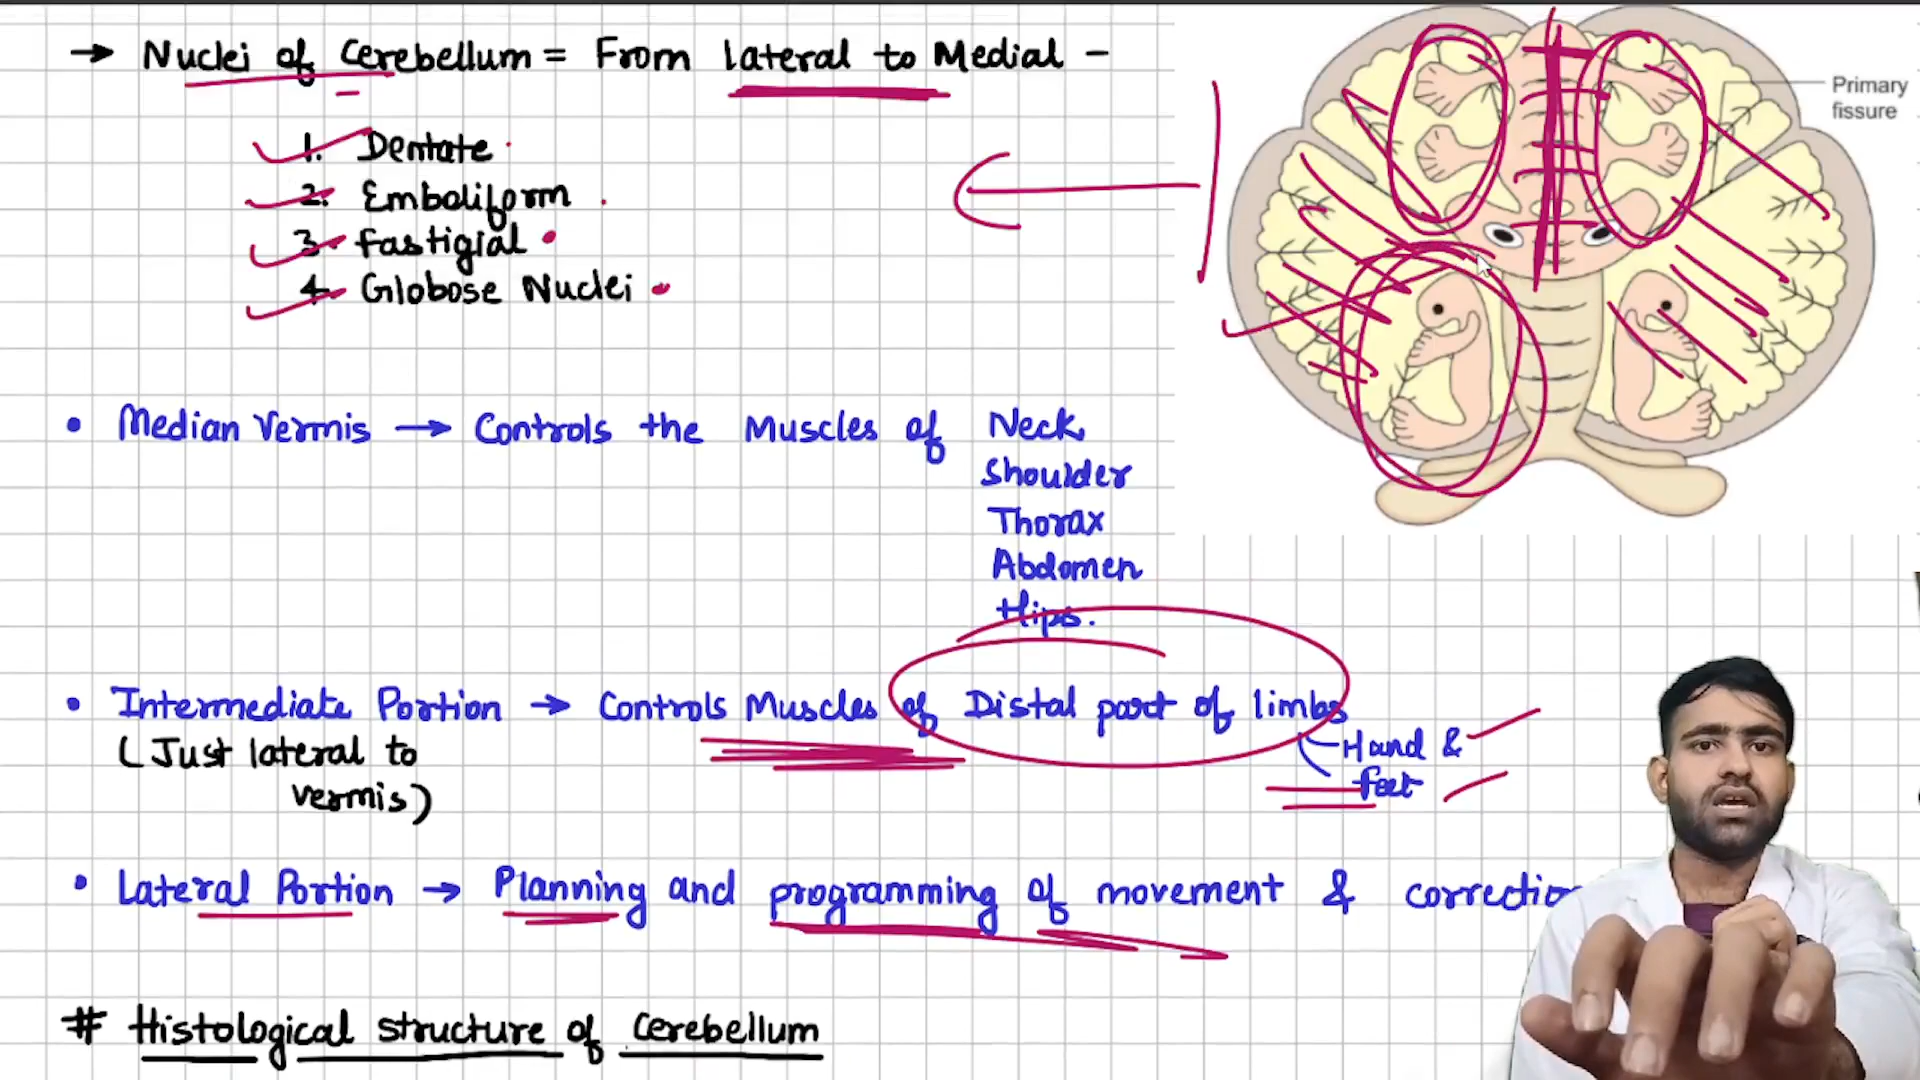 → Nuclei of Cerebellum = From lateral to Medial -
1. Dentate
2. Emboliform
3. Fastigial
4. Globose Nuclei
Primary
fissure
• Median Vermis → Controls the Muscles of Neck
Shoulder
Thorax
Abdomen
Hips.
• Intermediate Portion → Controls Muscles of Distal part of limbs
(Just lateral to
vermis)
Hand &
feet
• Lateral Portion → Planning and programming of movement &
# Histological structure of Cerebellum